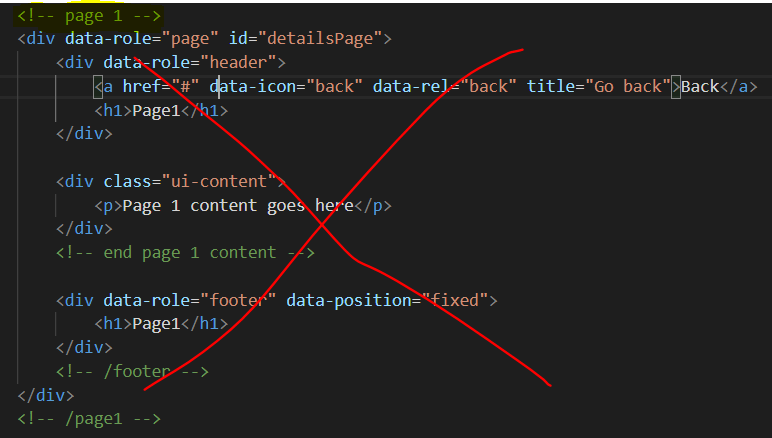 <!-- page 1 -->
<div data-role="page" id="detailsPage">
<div data-role="header">
<a href="#" data-icon="back" data-rel="back" title="Go back">Back</a>
<h1>Page1</h1>
</div>
<div class="ui-content">
<p>Page 1 content goes here</p>
</div>
<!-- end page 1 content -->
<div data-role="footer" data-position="fixed">
<h1>Page1</h1>
</div>
<!-- /footer -->
</div>
<!-- /page1 -->